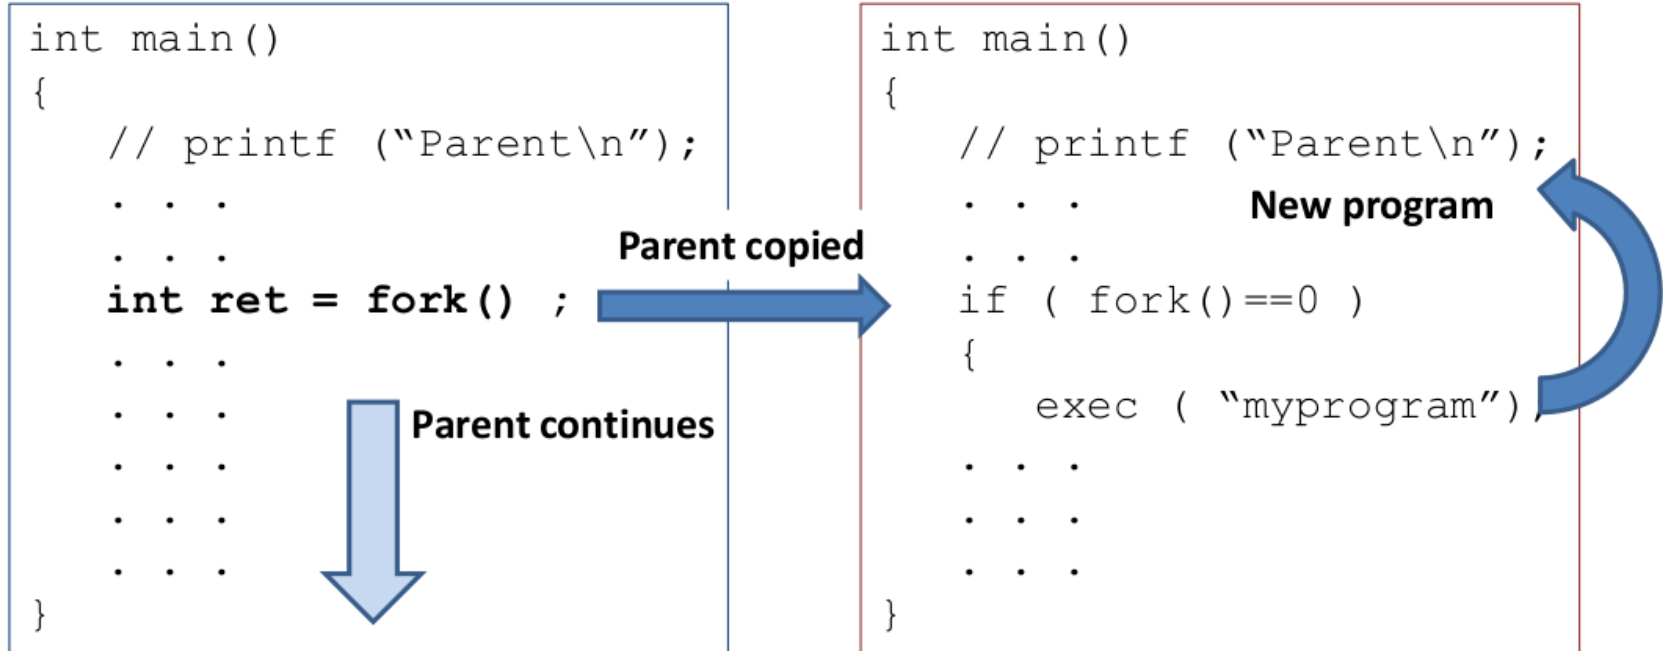 int main()
{
// printf (“Parent\n”);
. . .
. . .
int ret = fork() ;
. . .
. . .
. . .
. . .
. . .
}
Parent continues
Parent copied
int main()
{
// printf (“Parent\n”);
. . .
New program
. . .
if ( fork()==0 )
{
exec ( “myprogram”);
. . .
. . .
. . .
}